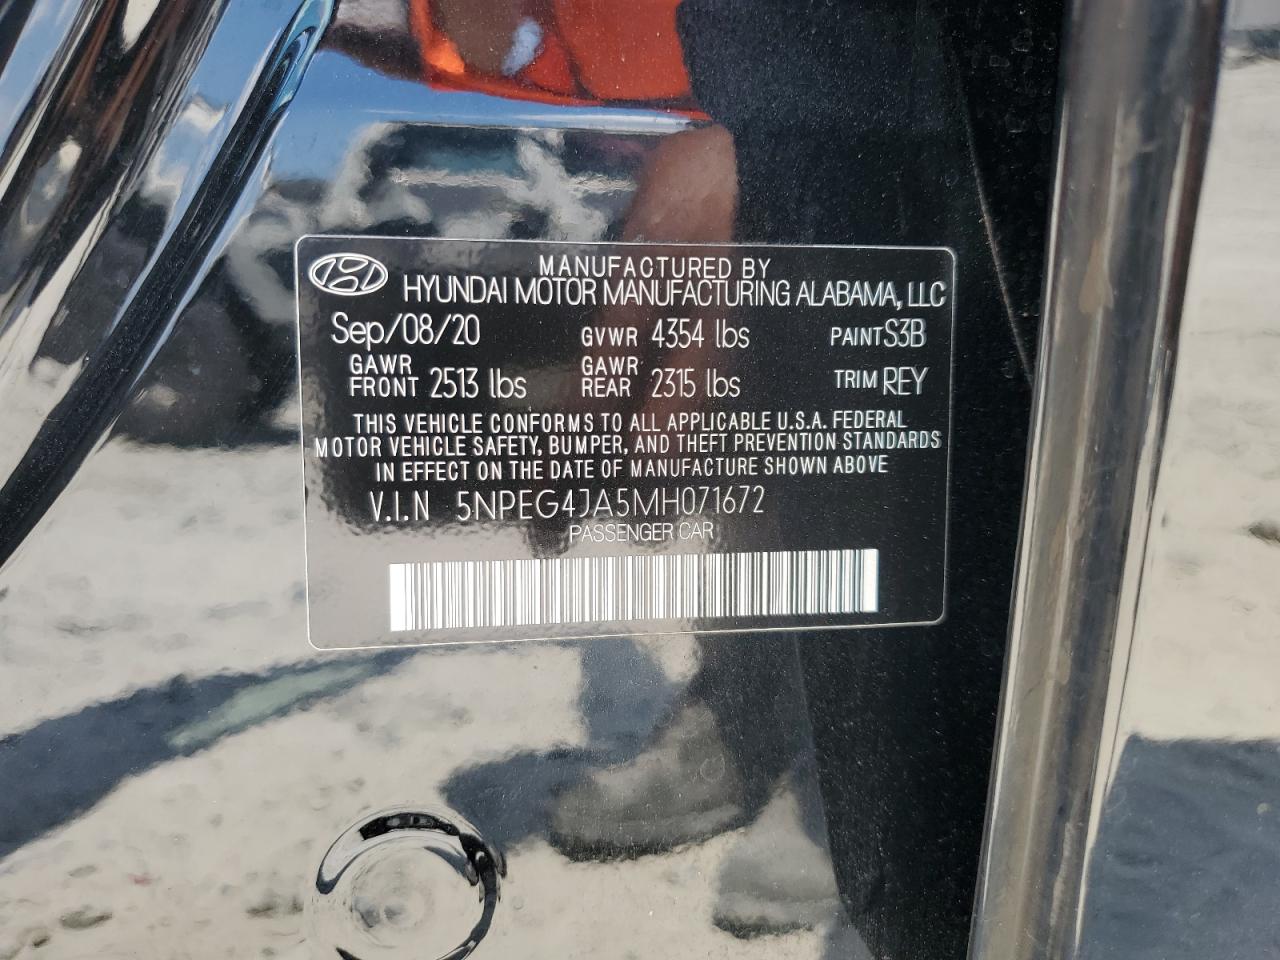 MANUFACTURED BY
HYUNDAI MOTOR MANUFACTURING ALABAMA, LLC
Sep/08/20 GVWR 4354 lbs PAINT S3B
GAWR FRONT 2513 lbs GAWR REAR 2315 lbs TRIM REY
THIS VEHICLE CONFORMS TO ALL APPLICABLE U.S.A. FEDERAL
MOTOR VEHICLE SAFETY, BUMPER, AND THEFT PREVENTION STANDARDS
IN EFFECT ON THE DATE OF MANUFACTURE SHOWN ABOVE
V.I.N 5NPEG4JA5MH071672
PASSENGER CAR